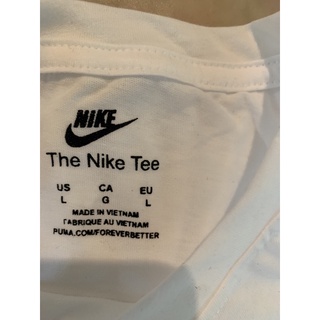 NIKE
The Nike Tee
US CA EU
L G L
MADE IN VIETNAM
FABRIQUE AU VIETNAM
PUMA.COM/FOREVERBETTER